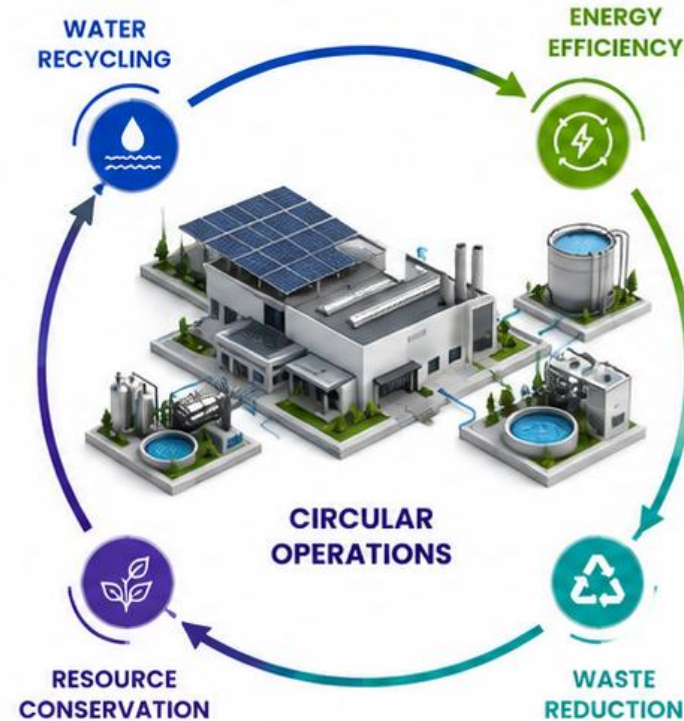 WATER
RECYCLING
ENERGY
EFFICIENCY
CIRCULAR
OPERATIONS
RESOURCE
CONSERVATION
WASTE
REDUCTION